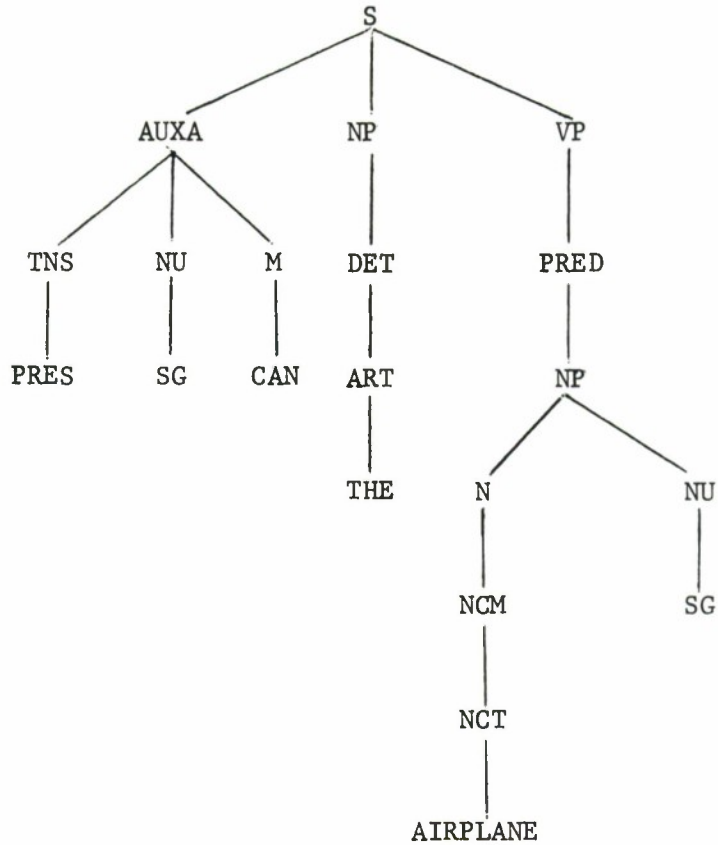 S
AUXA NP VP
TNS NU M DET PRED
PRES SG CAN ART NP
THE N NU
NCM SG
NCT
AIRPLANE